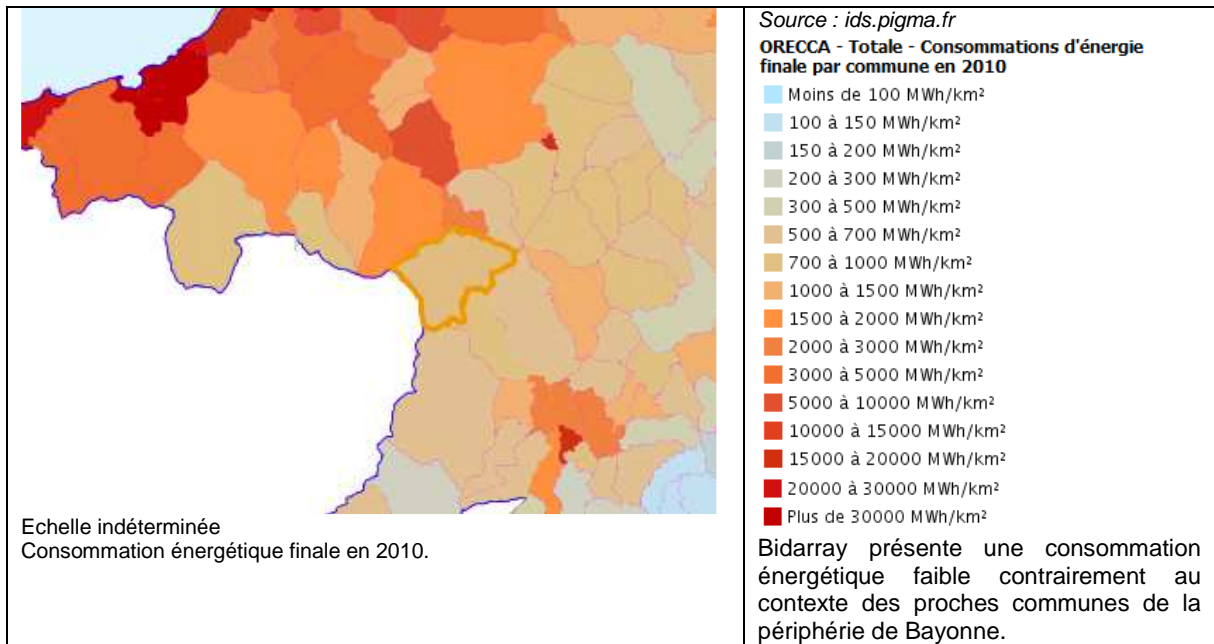 Echelle indéterminée
Consommation énergétique finale en 2010.
Source : ids.pigma.fr
ORECCA - Totale - Consommations d'énergie
finale par commune en 2010
Moins de 100 MWh/km²
100 à 150 MWh/km²
150 à 200 MWh/km²
200 à 300 MWh/km²
300 à 500 MWh/km²
500 à 700 MWh/km²
700 à 1000 MWh/km²
1000 à 1500 MWh/km²
1500 à 2000 MWh/km²
2000 à 3000 MWh/km²
3000 à 5000 MWh/km²
5000 à 10000 MWh/km²
10000 à 15000 MWh/km²
15000 à 20000 MWh/km²
20000 à 30000 MWh/km²
Plus de 30000 MWh/km²
Bidarray présente une consommation
énergétique faible contrairement au
contexte des proches communes de la
périphérie de Bayonne.